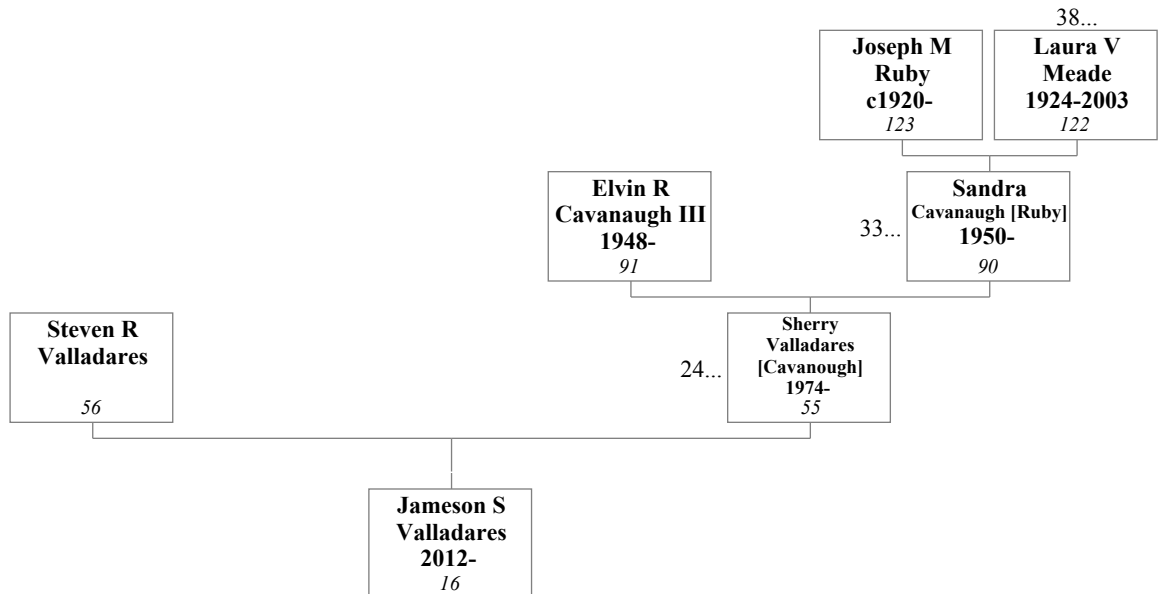 38...
Joseph M
Ruby
c1920-
123
Laura V
Meade
1924-2003
122
Elvin R
Cavanaugh III
1948-
91
33...
Sandra
Cavanaugh [Ruby]
1950-
90
Steven R
Valladares
56
24...
Sherry
Valladares
[Cavanough]
1974-
55
Jameson S
Valladares
2012-
16